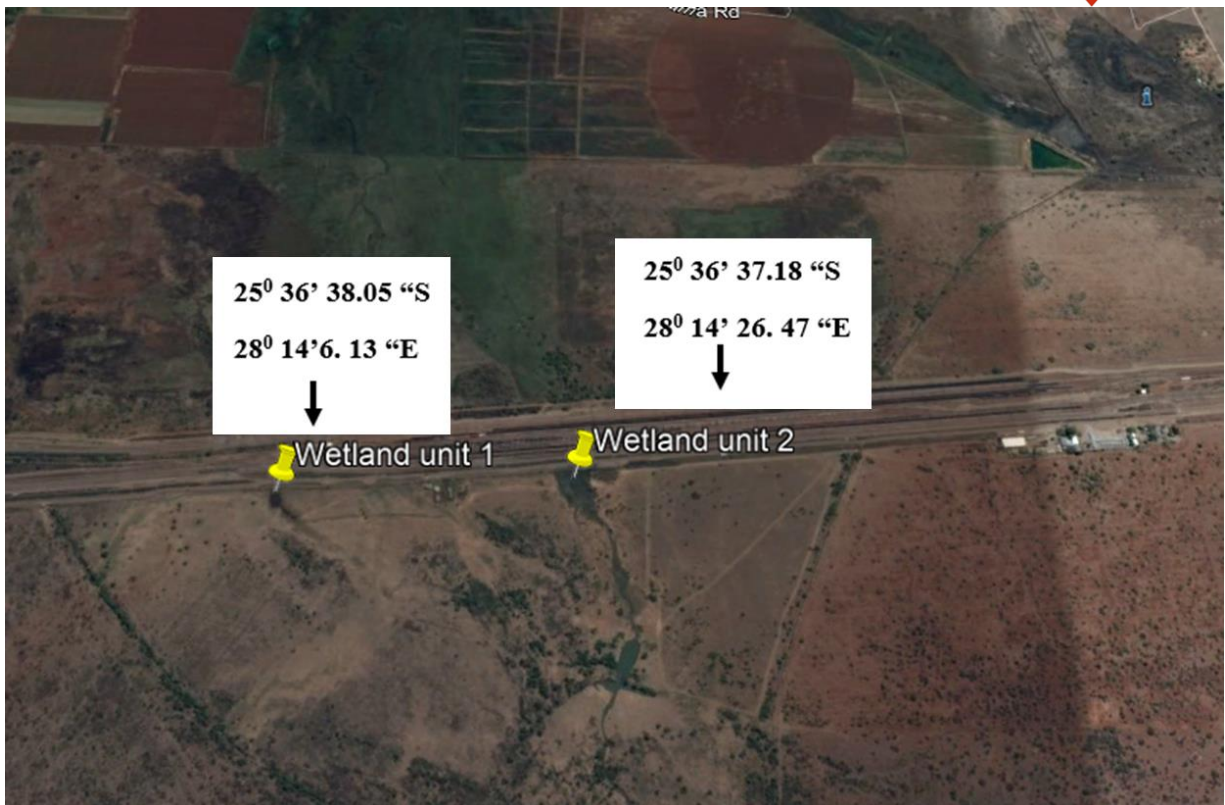 25⁰ 36’ 38.05 “S
28⁰ 14’6. 13 “E
25⁰ 36’ 37.18 “S
28⁰ 14’ 26. 47 “E
Wetland unit 1
Wetland unit 2
Rd